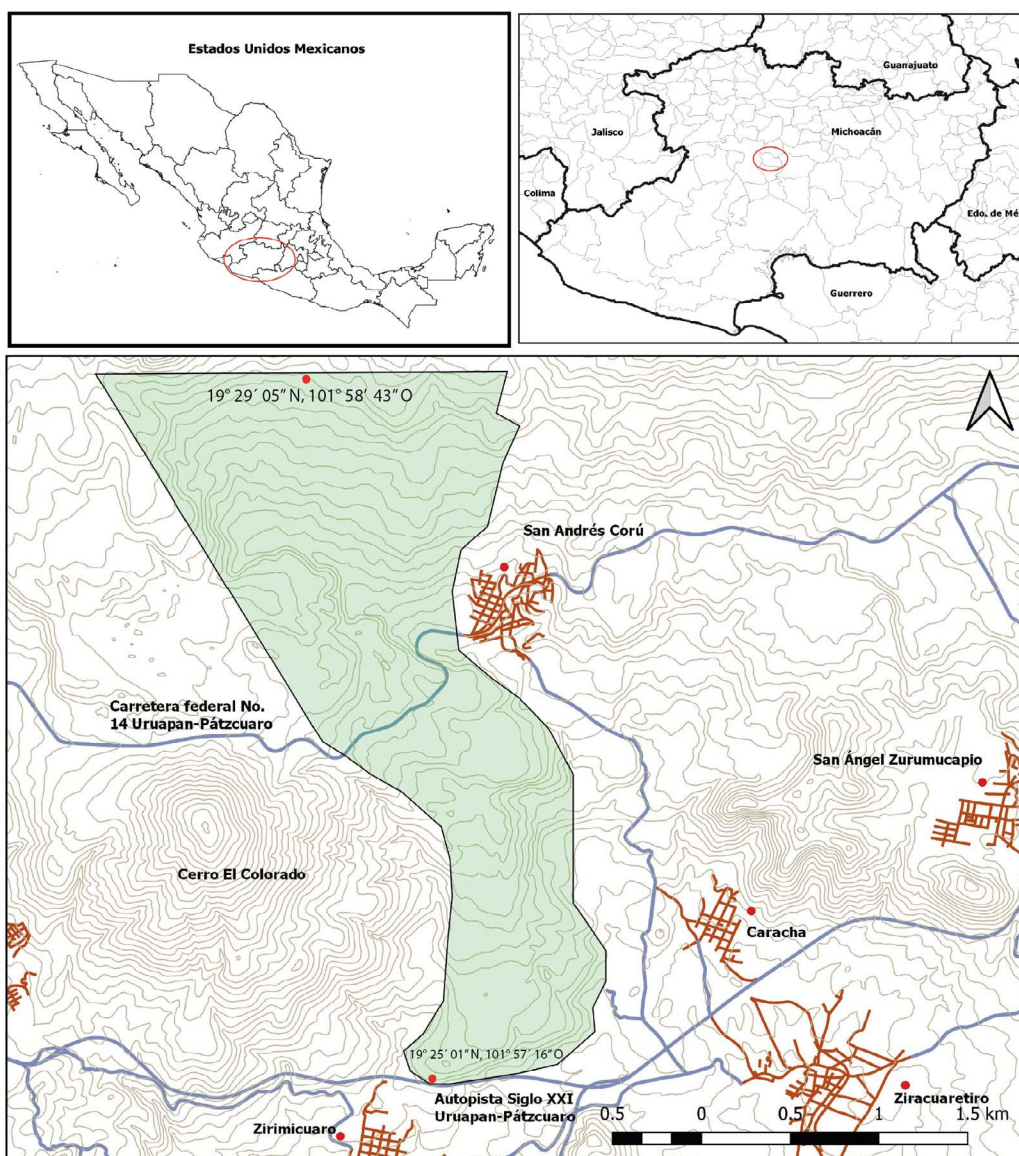 Estados Unidos Mexicanos
Guanajuato
Jalisco
Michoacán
Colima
Edo. de Mé
Guerrero
19° 29´ 05” N, 101° 58´ 43” O
San Andrés Corú
Carretera federal No.
14 Uruapan-Pátzcuaro
San Ángel Zurumucapio
Cerro El Colorado
Caracha
19° 25´ 01” N, 101° 57´ 16” O
Autopista Siglo XXI
Uruapan-Pátzcuaro
Ziracuaretiro
Zirimicuaro
0.5 0 0.5 1 1.5 km